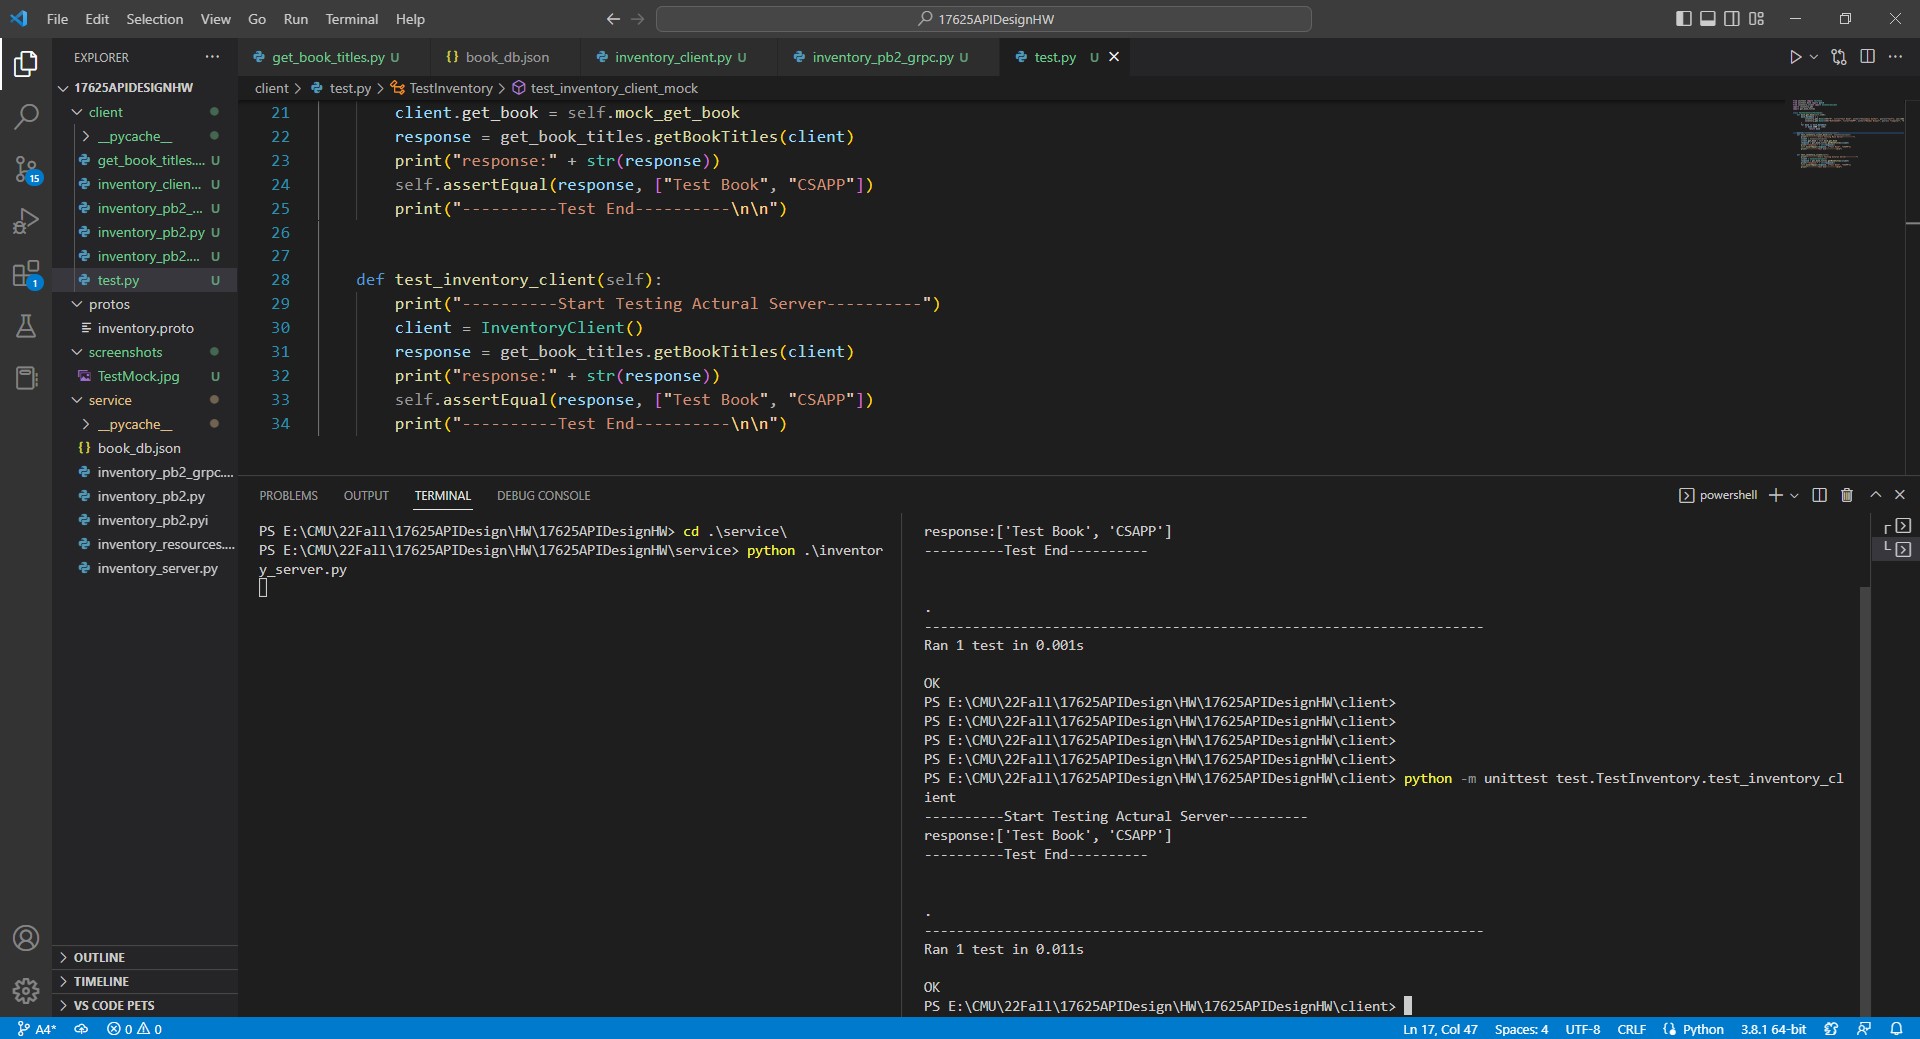 File Edit Selection View Go Run Terminal Help
17625APIDesignHW
EXPLORER
17625APIDESIGNHW
client
__pycache__
get_book_titles.... U
inventory_clien... U
inventory_pb2_... U
inventory_pb2.py U
inventory_pb2.... U
test.py U
protos
inventory.proto
screenshots
TestMock.jpg U
service
__pycache__
{} book_db.json
inventory_pb2_grpc....
inventory_pb2.py
inventory_pb2.pyi
inventory_resources....
inventory_server.py
OUTLINE
TIMELINE
VS CODE PETS
15
1
get_book_titles.py U {} book_db.json inventory_client.py U inventory_pb2_grpc.py U test.py U
client > test.py > TestInventory > test_inventory_client_mock
21 client.get_book = self.mock_get_book
22 response = get_book_titles.getBookTitles(client)
23 print("response:" + str(response))
24 self.assertEqual(response, ["Test Book", "CSAPP"])
25 print("----------Test End----------\n\n")
26
27
28 def test_inventory_client(self):
29 print("----------Start Testing Actural Server----------")
30 client = InventoryClient()
31 response = get_book_titles.getBookTitles(client)
32 print("response:" + str(response))
33 self.assertEqual(response, ["Test Book", "CSAPP"])
34 print("----------Test End----------\n\n")
PROBLEMS OUTPUT TERMINAL DEBUG CONSOLE
powershell
PS E:\CMU\22Fall\17625APIDesign\HW\17625APIDesignHW> cd .\service\
PS E:\CMU\22Fall\17625APIDesign\HW\17625APIDesignHW\service> python .\inventor
y_server.py
response:['Test Book', 'CSAPP']
----------Test End----------
.
----------------------------------------------------------------------
Ran 1 test in 0.001s
OK
PS E:\CMU\22Fall\17625APIDesign\HW\17625APIDesignHW\client>
PS E:\CMU\22Fall\17625APIDesign\HW\17625APIDesignHW\client>
PS E:\CMU\22Fall\17625APIDesign\HW\17625APIDesignHW\client>
PS E:\CMU\22Fall\17625APIDesign\HW\17625APIDesignHW\client>
PS E:\CMU\22Fall\17625APIDesign\HW\17625APIDesignHW\client> python -m unittest test.TestInventory.test_inventory_cl
ient
----------Start Testing Actural Server----------
response:['Test Book', 'CSAPP']
----------Test End----------
.
----------------------------------------------------------------------
Ran 1 test in 0.011s
OK
PS E:\CMU\22Fall\17625APIDesign\HW\17625APIDesignHW\client>
A4* 0 0 Ln 17, Col 47 Spaces: 4 UTF-8 CRLF Python 3.8.1 64-bit